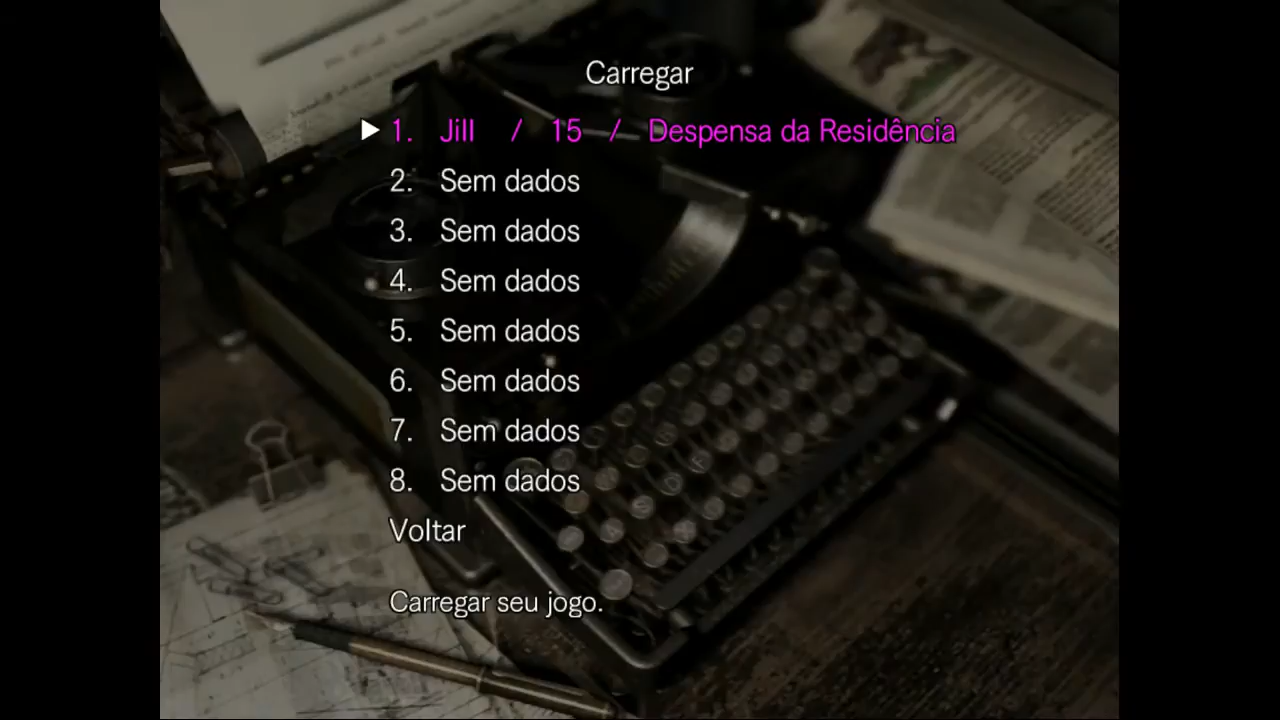 Carregar
1. Jill / 15 / Despensa da Residência
2. Sem dados
3. Sem dados
4. Sem dados
5. Sem dados
6. Sem dados
7. Sem dados
8. Sem dados
Voltar
Carregar seu jogo.